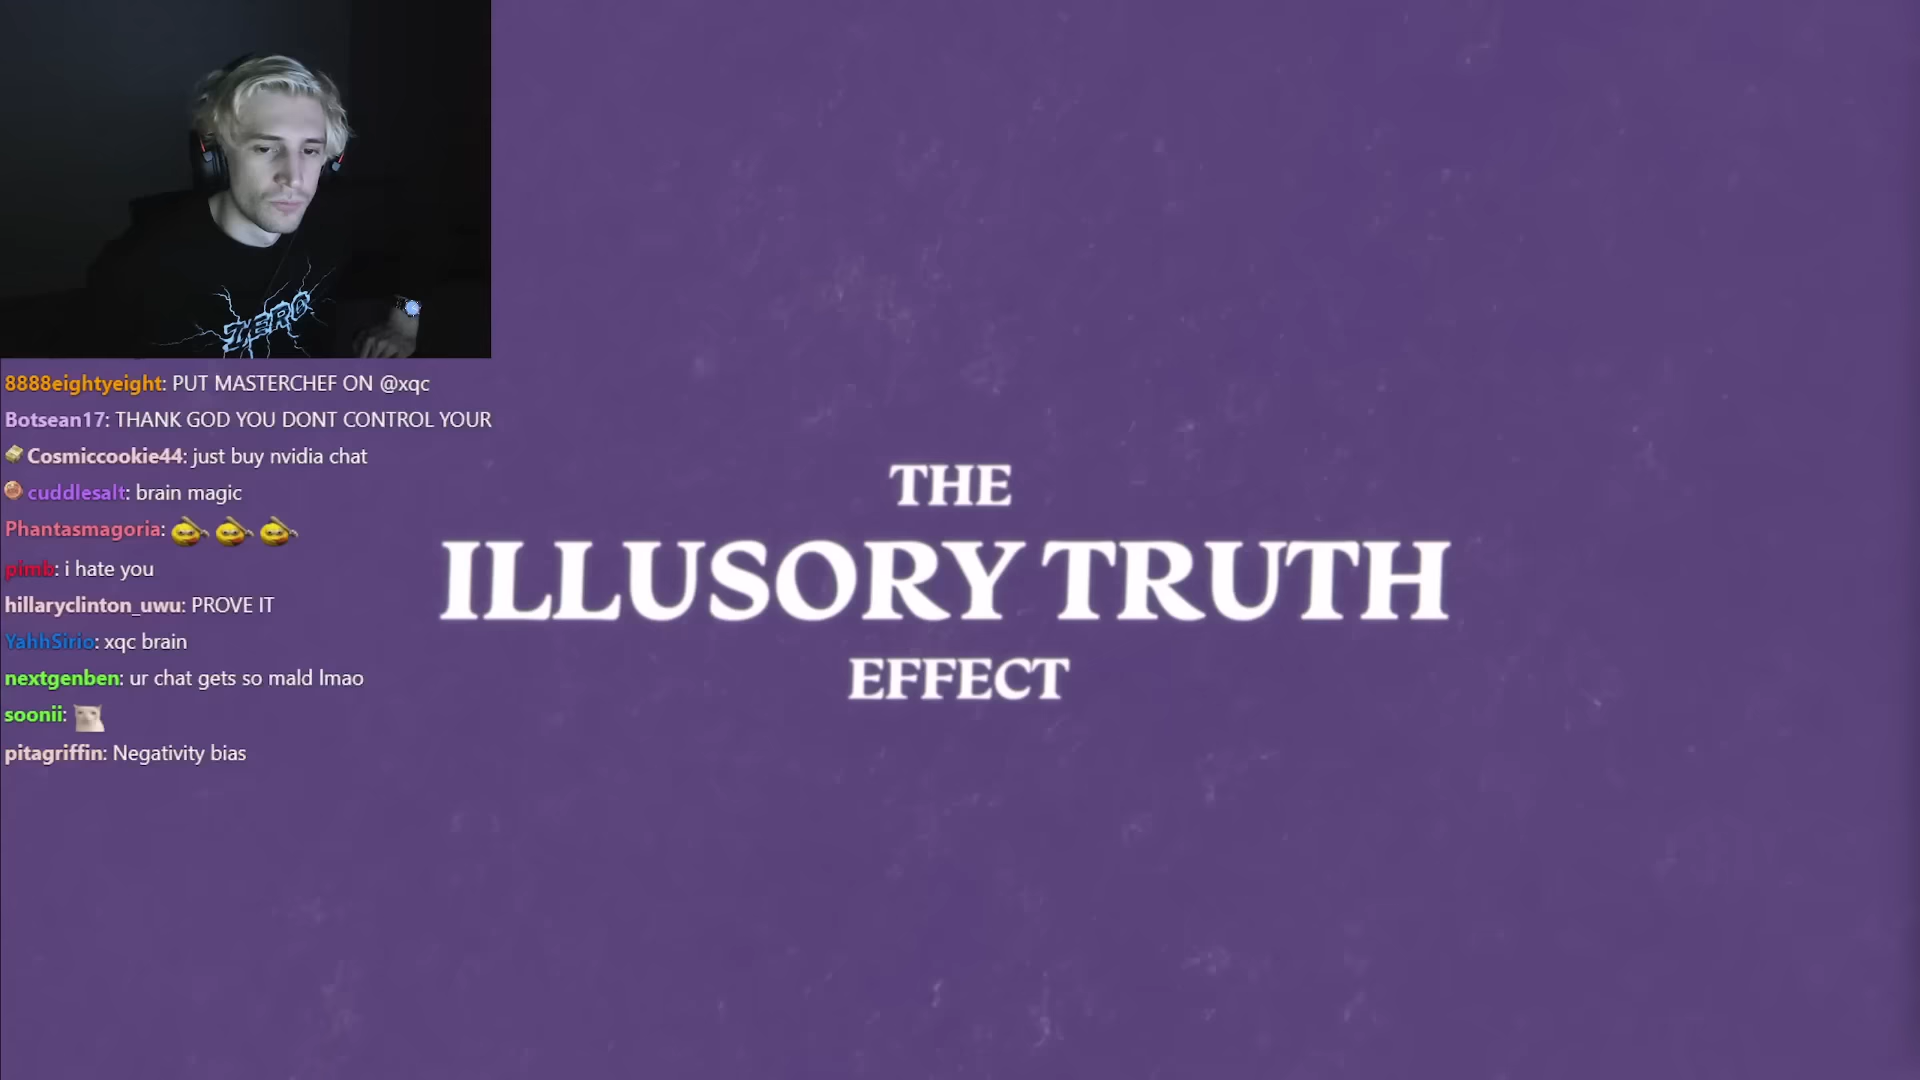 ZERO
8888eightyeight: PUT MASTERCHEF ON @xqc
Botsean17: THANK GOD YOU DONT CONTROL YOUR
Cosmiccookie44: just buy nvidia chat
cuddlesalt: brain magic
Phantasmagoria:
pimb: i hate you
hillaryclinton_uwu: PROVE IT
YahhSirio: xqc brain
nextgenben: ur chat gets so mald lmao
soonii:
pitagriffin: Negativity bias
THE
ILLUSORY TRUTH
EFFECT